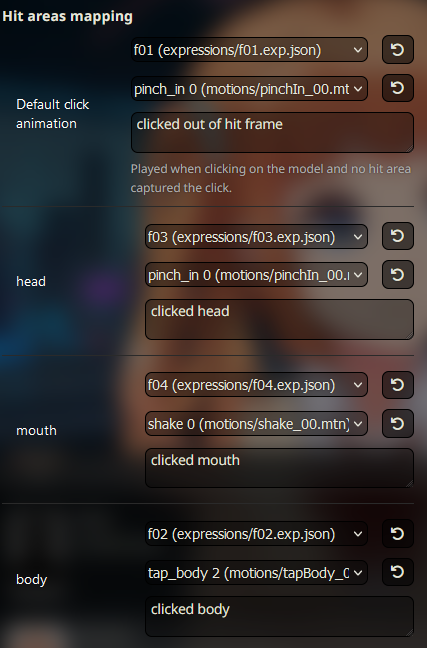 Hit areas mapping
f01 (expressions/f01.exp.json)
pinch_in 0 (motions/pinchIn_00.mt
Default click
animation
clicked out of hit frame
Played when clicking on the model and no hit area
captured the click.
f03 (expressions/f03.exp.json)
head
pinch_in 0 (motions/pinchIn_00.
clicked head
f04 (expressions/f04.exp.json)
mouth
shake 0 (motions/shake_00.mtn)
clicked mouth
f02 (expressions/f02.exp.json)
body
tap_body 2 (motions/tapBody_0
clicked body